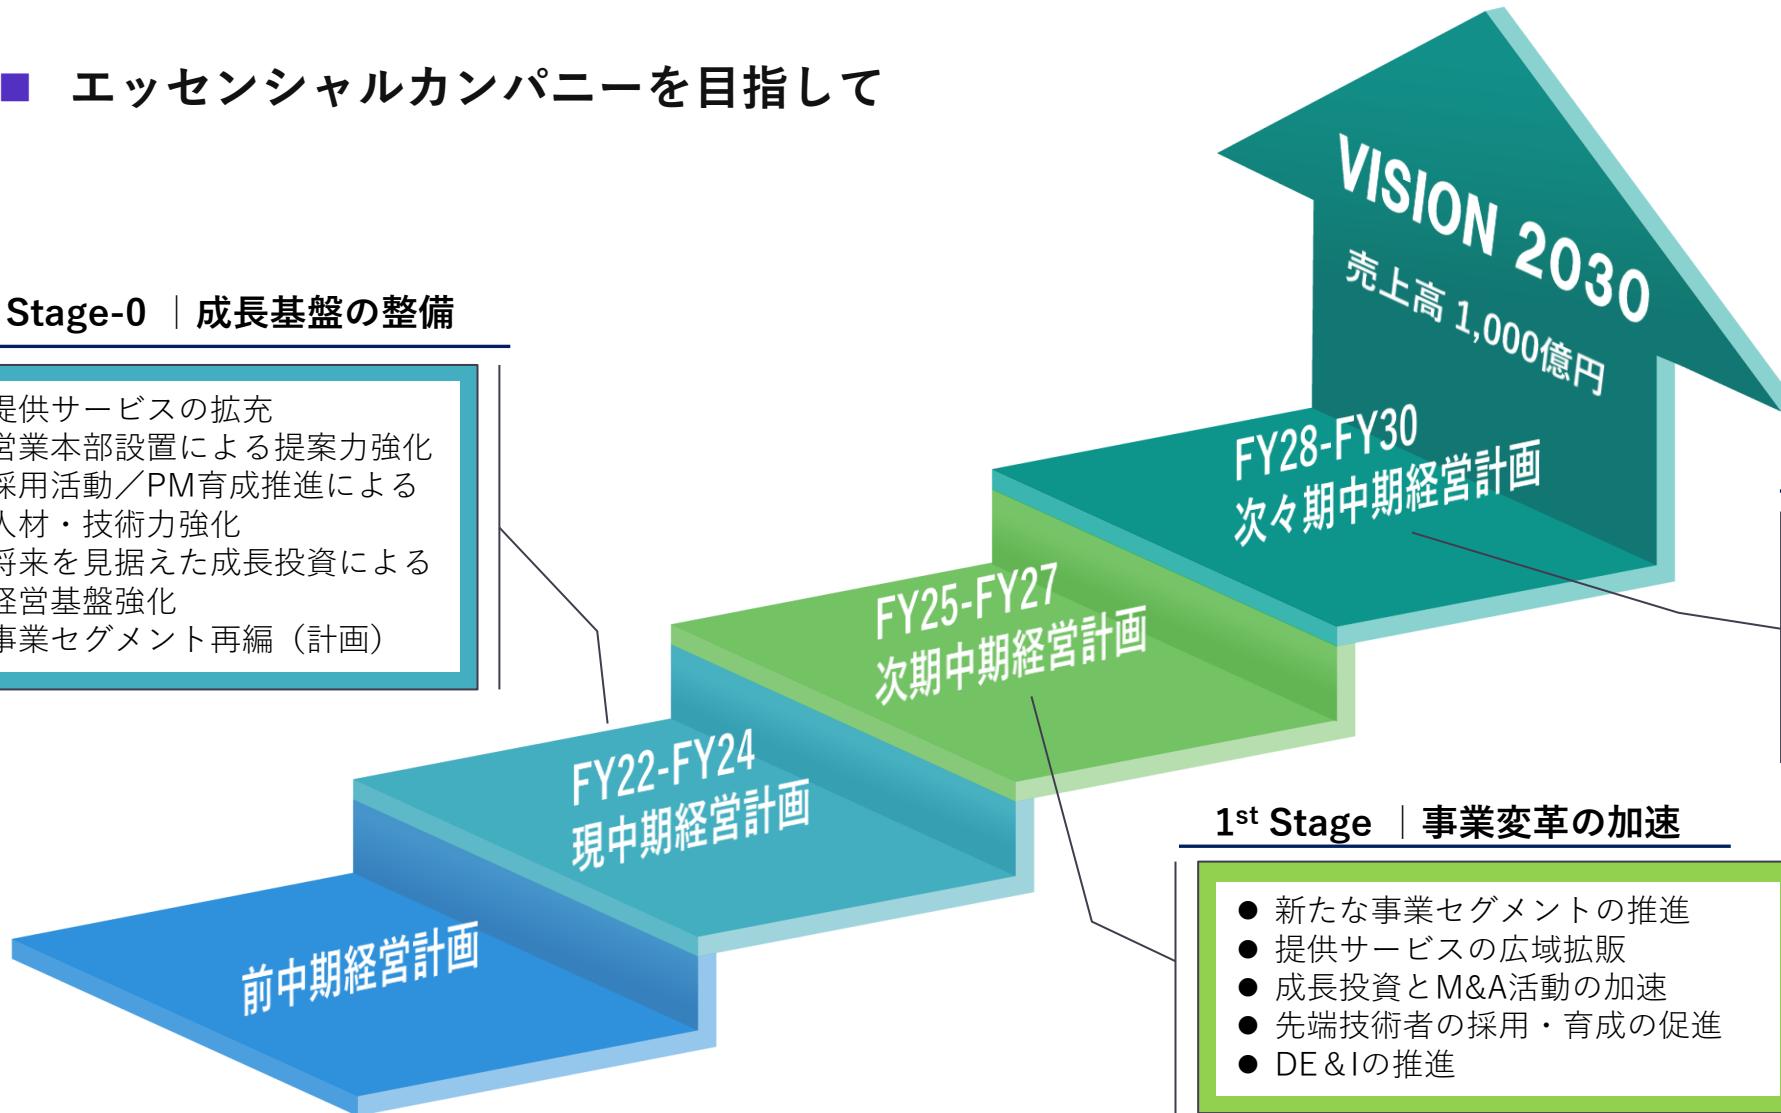 エッセンシャルカンパニーを目指して
VISION 2030
売上高 1,000億円
Stage-0 ｜成長基盤の整備
提供サービスの拡充
営業本部設置による提案力強化
採用活動／PM育成推進による
人材・技術力強化
将来を見据えた成長投資による
経営基盤強化
事業セグメント再編（計画）
FY28-FY30
次々期中期経営計画
FY25-FY27
次期中期経営計画
FY22-FY24
現中期経営計画
前中期経営計画
1st Stage ｜事業変革の加速
● 新たな事業セグメントの推進
● 提供サービスの広域拡販
● 成長投資とM&A活動の加速
● 先端技術者の採用・育成の促進
● DE＆Iの推進